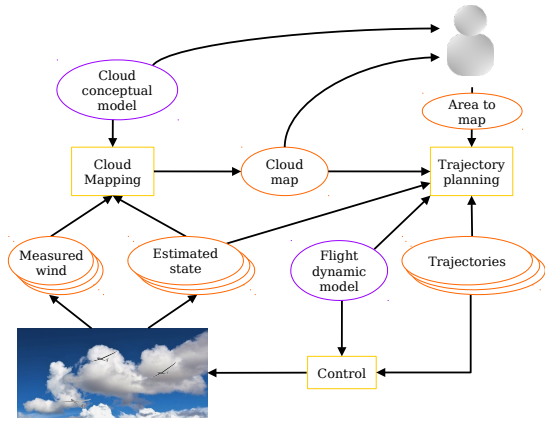 Cloud
conceptual
model
Area to
map
Cloud
Mapping
Cloud
map
Trajectory
planning
Measured
wind
Estimated
state
Flight
dynamic
model
Trajectories
Control